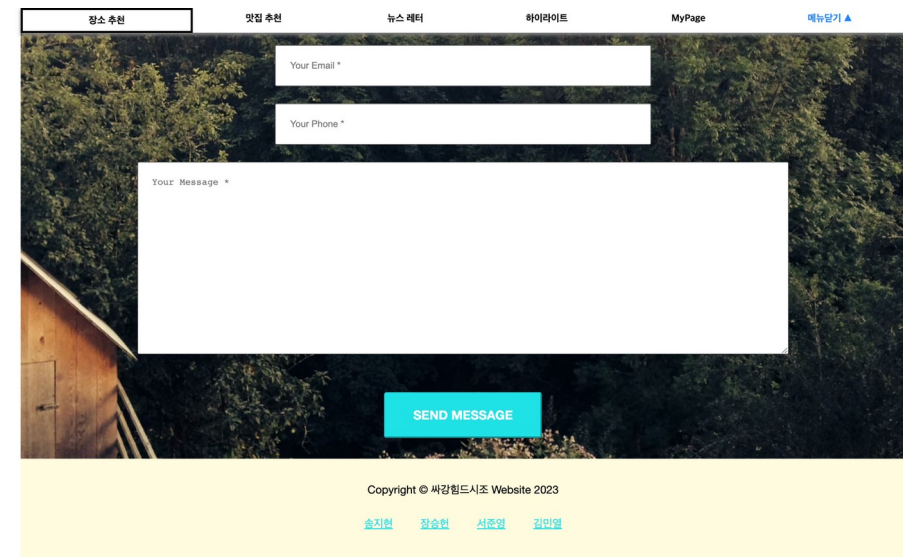 장소 추천 맛집 추천 뉴스 레터 하이라이트 MyPage 메뉴닫기 ▲
Your Email *
Your Phone *
Your Message *
SEND MESSAGE
Copyright © 싸강힘드시조 Website 2023
송지현 장승헌 서준영 김민열